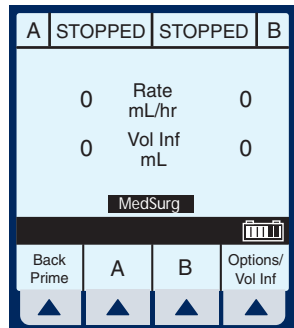 A STOPPED STOPPED B
0 Rate 0
mL/hr
0 Vol Inf 0
mL
MedSurg
Back Prime
A
B
Options/ Vol Inf